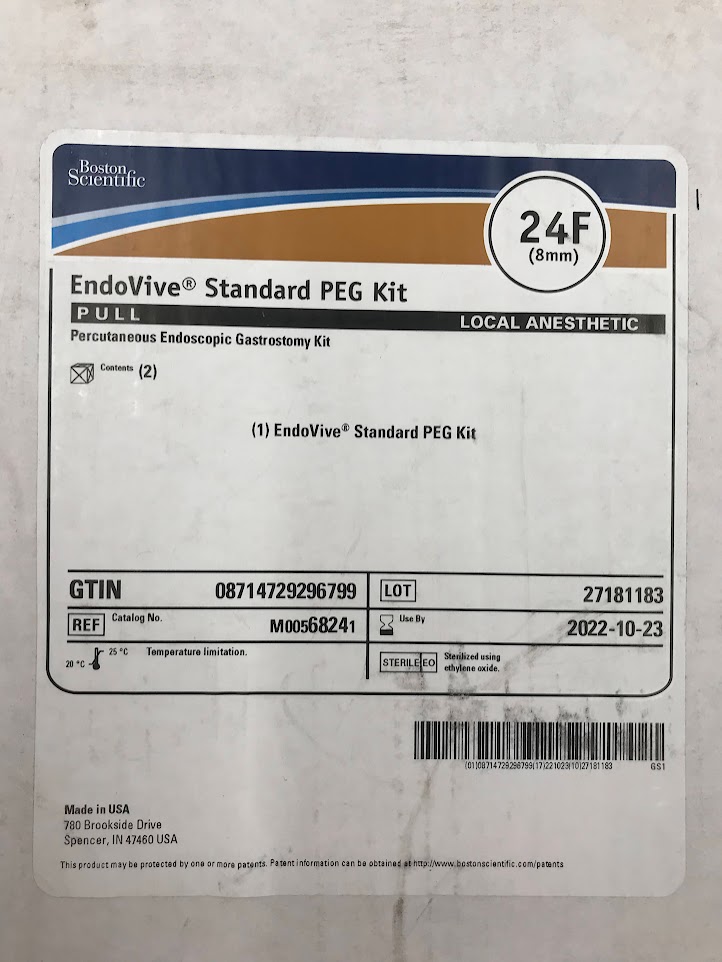 Boston
Scientific
24F
(8mm)
EndoVive® Standard PEG Kit
PULL
LOCAL ANESTHETIC
Percutaneous Endoscopic Gastrostomy Kit
Contents (2)
(1) EndoVive® Standard PEG Kit
GTIN 08714729296799
LOT 27181183
REF Catalog No. M00568241
Use By 2022-10-23
20 °C 25 °C Temperature limitation.
STERILE EO Sterilized using
ethylene oxide.
(01)08714729296799(17)221023(10)27181183 GS1
Made in USA
780 Brookside Drive
Spencer, IN 47460 USA
This product may be protected by one or more patents. Patent information can be obtained at http://www.bostonscientific.com/patents